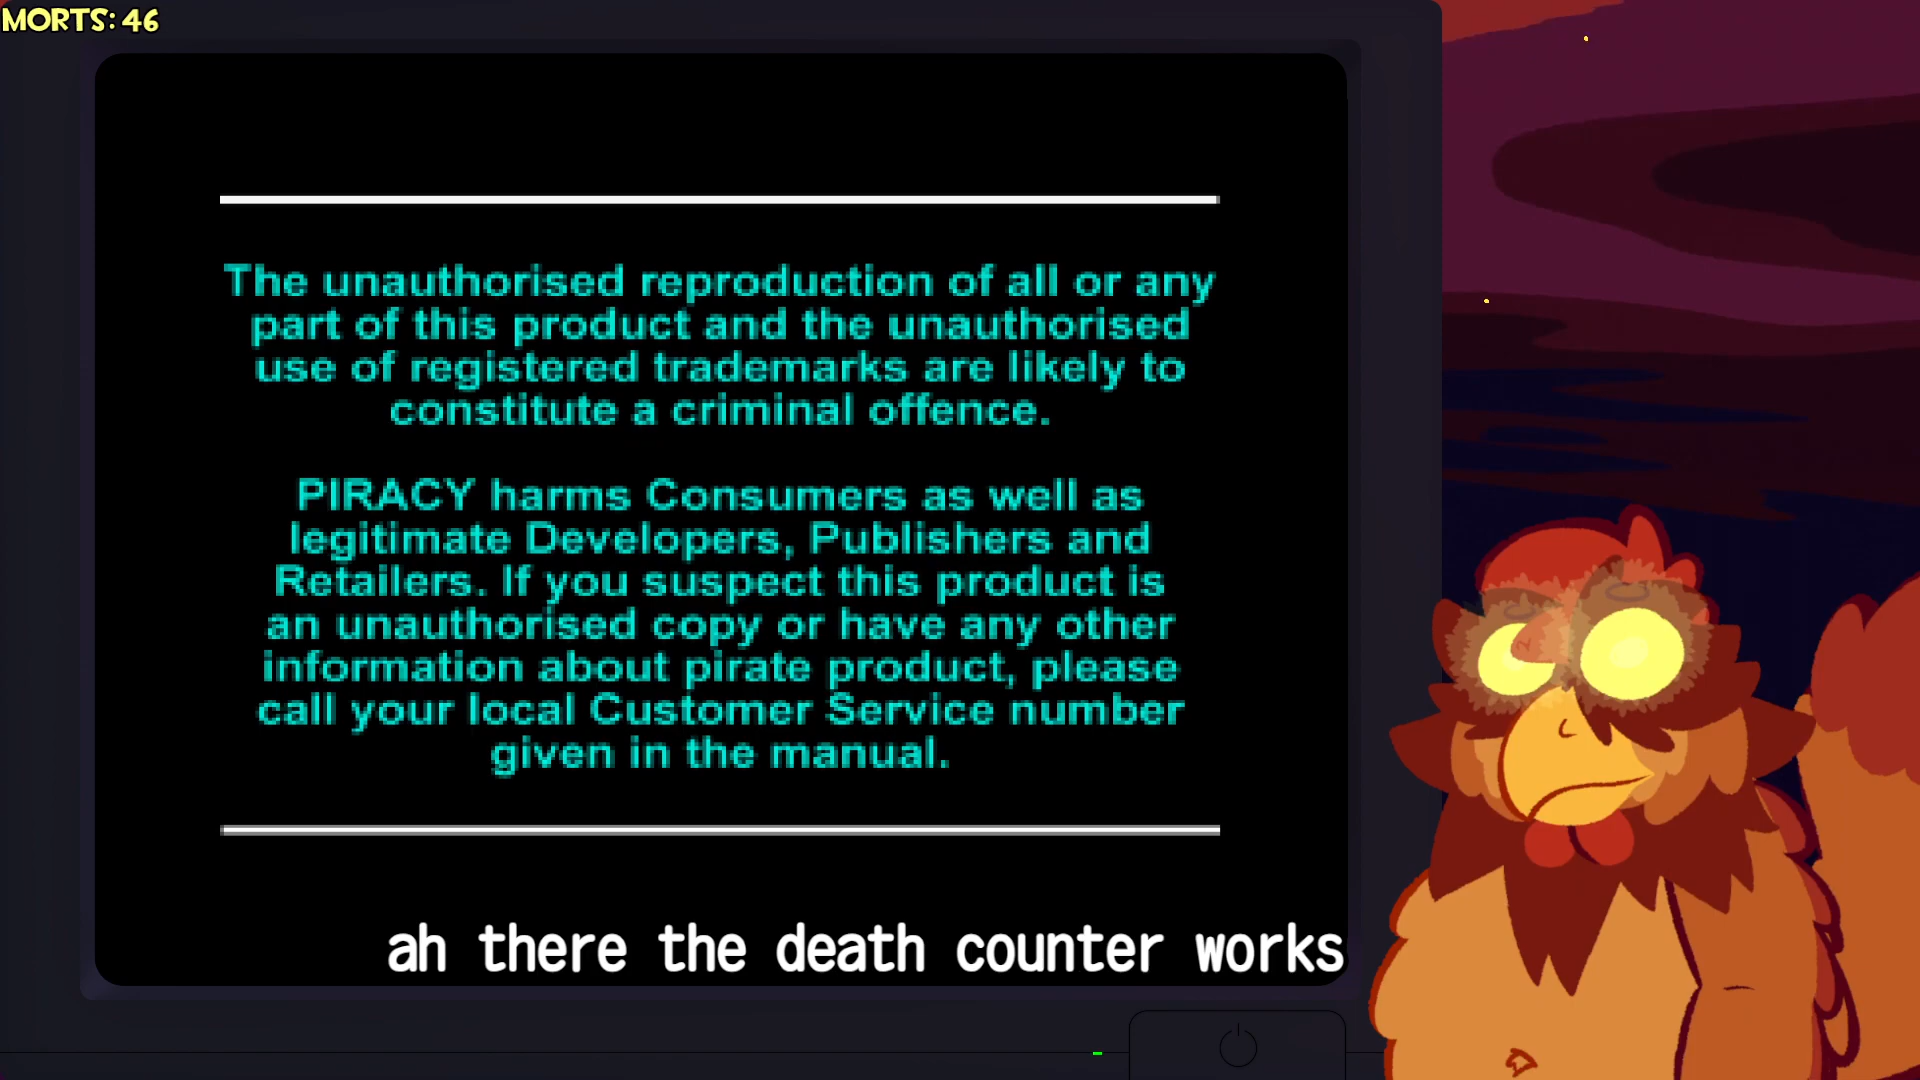 MORTS: 46
The unauthorised reproduction of all or any
part of this product and the unauthorised
use of registered trademarks are likely to
constitute a criminal offence.
PIRACY harms Consumers as well as
legitimate Developers, Publishers and
Retailers. If you suspect this product is
an unauthorised copy or have any other
information about pirate product, please
call your local Customer Service number
given in the manual.
ah there the death counter works